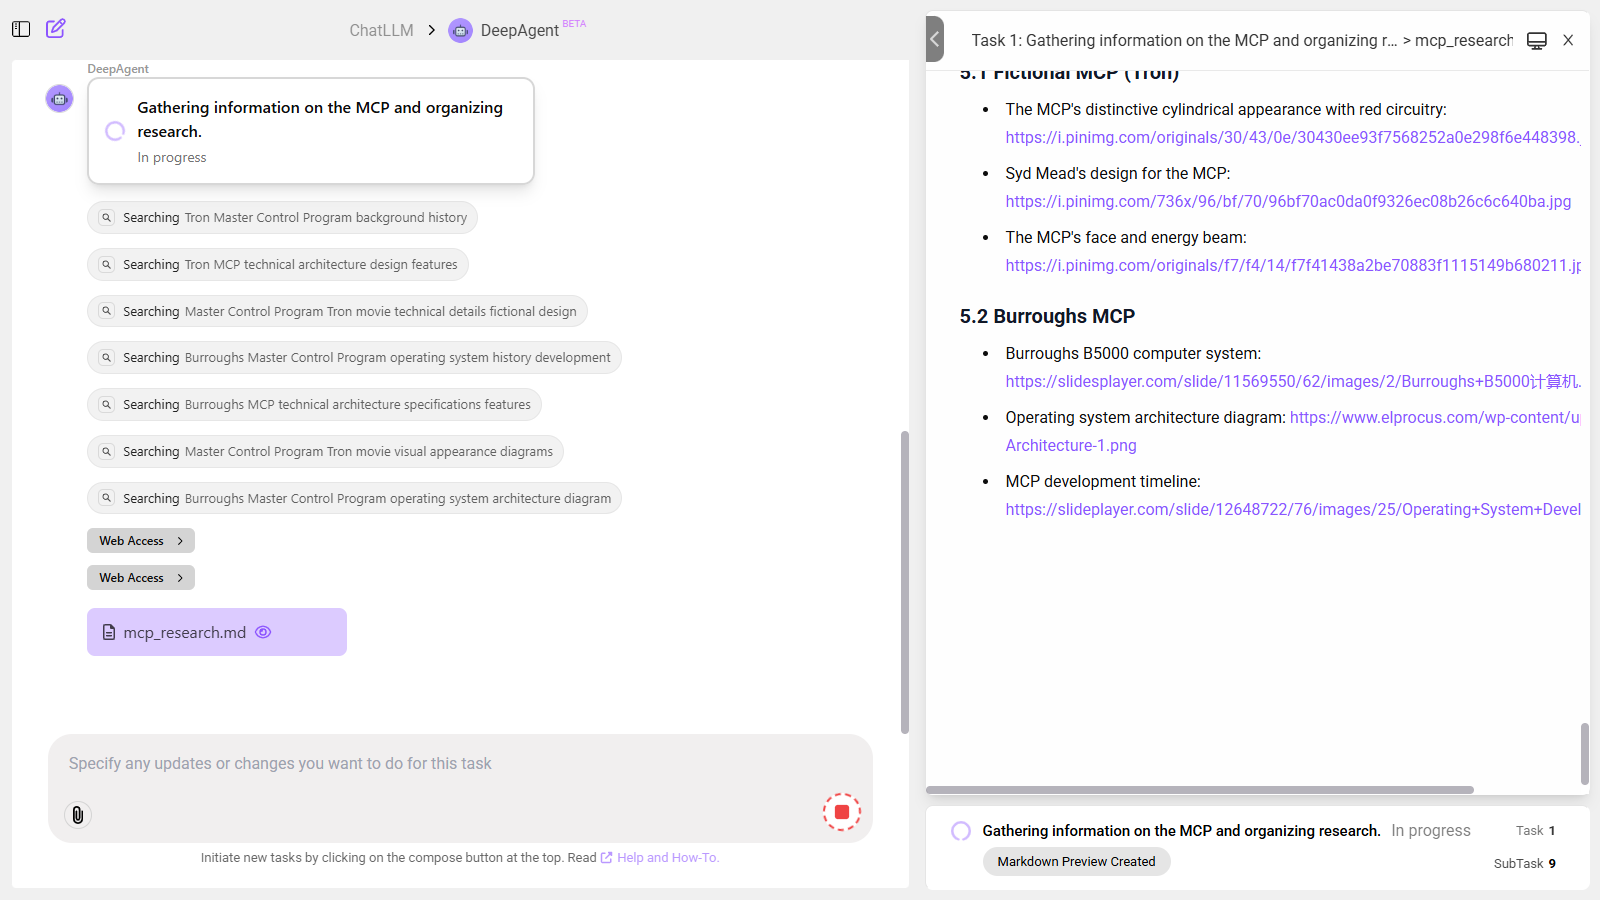 ChatLLM
DeepAgent BETA
DeepAgent
Gathering information on the MCP and organizing
research.
In progress
Searching Tron Master Control Program background history
Searching Tron MCP technical architecture design features
Searching Master Control Program Tron movie technical details fictional design
Searching Burroughs Master Control Program operating system history development
Searching Burroughs MCP technical architecture specifications features
Searching Master Control Program Tron movie visual appearance diagrams
Searching Burroughs Master Control Program operating system architecture diagram
Web Access
Web Access
mcp_research.md
Specify any updates or changes you want to do for this task
Initiate new tasks by clicking on the compose button at the top. Read Help and How-To.
Task 1: Gathering information on the MCP and organizing r... > mcp_research
5.1 Fictional MCP (Tron)
• The MCP's distinctive cylindrical appearance with red circuitry:
https://i.pinimg.com/originals/30/43/0e/30430ee93f7568252a0e298f6e448398.
• Syd Mead's design for the MCP:
https://i.pinimg.com/736x/96/bf/70/96bf70ac0da0f9326ec08b26c6c640ba.jpg
• The MCP's face and energy beam:
https://i.pinimg.com/originals/f7/f4/14/f7f41438a2be70883f1115149b680211.jp
5.2 Burroughs MCP
• Burroughs B5000 computer system:
https://slidesplayer.com/slide/11569550/62/images/2/Burroughs+B5000计算机.
• Operating system architecture diagram: https://www.elprocus.com/wp-content/up
Architecture-1.png
• MCP development timeline:
https://slideplayer.com/slide/12648722/76/images/25/Operating+System+Devel
Gathering information on the MCP and organizing research. In progress
Task 1
Markdown Preview Created
SubTask 9